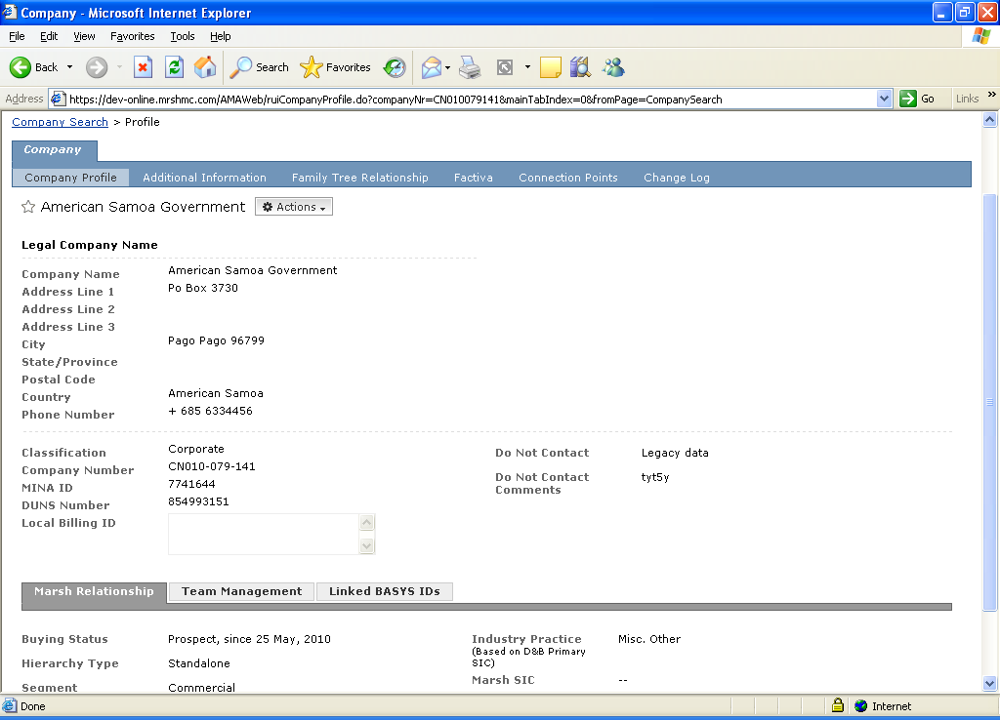 Company - Microsoft Internet Explorer
File Edit View Favorites Tools Help
Back Search Favorites
Address https://dev-online.mrshmc.com/AMAWeb/ruiCompanyProfile.do?companyNr=CN010079141&mainTabIndex=0&fromPage=CompanySearch Go Links »
Company Search > Profile
Company
Company Profile Additional Information Family Tree Relationship Factiva Connection Points Change Log
American Samoa Government Actions
Legal Company Name
Company Name American Samoa Government
Address Line 1 Po Box 3730
Address Line 2
Address Line 3
City Pago Pago 96799
State/Province
Postal Code
Country American Samoa
Phone Number + 685 6334456
Classification Corporate Do Not Contact Legacy data
Company Number CN010-079-141 Do Not Contact Comments tyt5y
MINA ID 7741644
DUNS Number 854993151
Local Billing ID
Marsh Relationship Team Management Linked BASYS IDs
Buying Status Prospect, since 25 May, 2010 Industry Practice Misc. Other
(Based on D&B Primary
SIC)
Hierarchy Type Standalone
Marsh SIC --
Segment Commercial
Done Internet